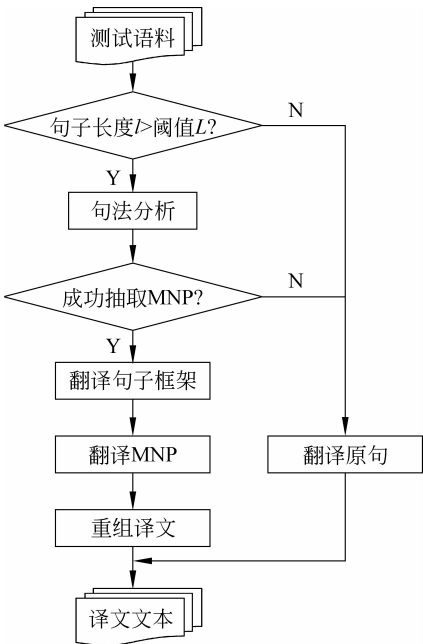 测试语料
句子长度l>阈值L?
N
Y
句法分析
成功抽取MNP?
N
Y
翻译句子框架
翻译MNP
翻译原句
重组译文
译文文本